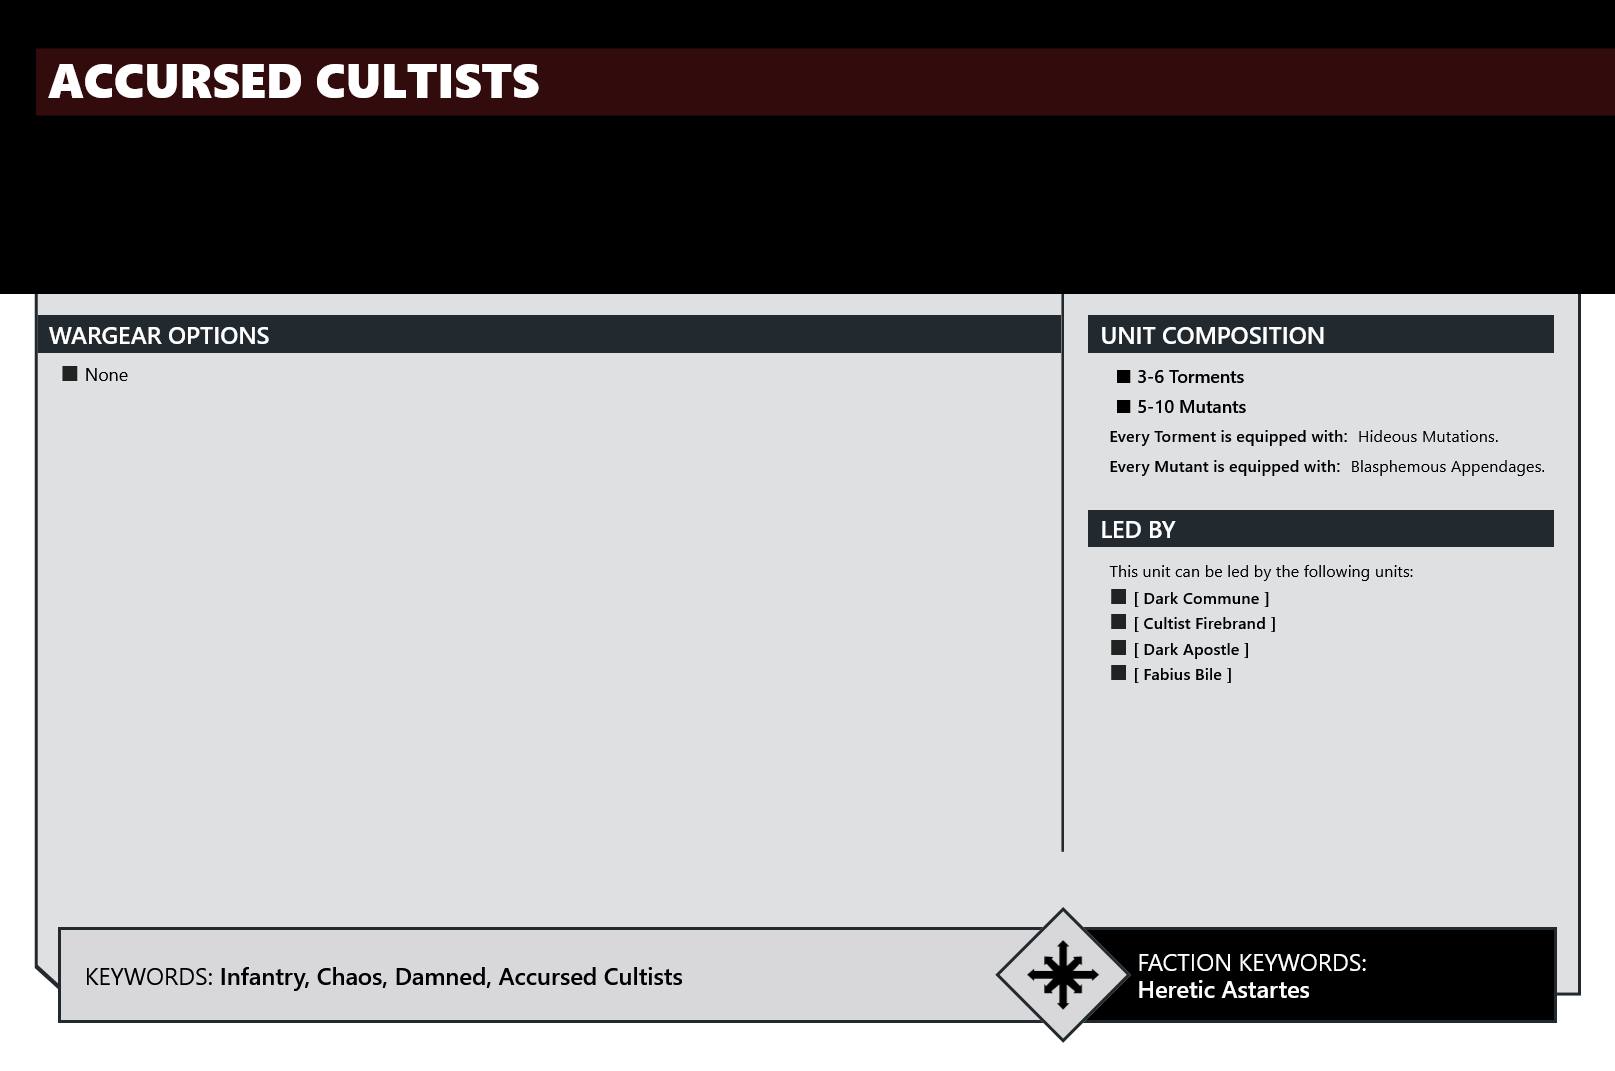 ACCURSED CULTISTS
WARGEAR OPTIONS
None
UNIT COMPOSITION
3-6 Torments
5-10 Mutants
Every Torment is equipped with: Hideous Mutations.
Every Mutant is equipped with: Blasphemous Appendages.
LED BY
This unit can be led by the following units:
[ Dark Commune ]
[ Cultist Firebrand ]
[ Dark Apostle ]
[ Fabius Bile ]
KEYWORDS: Infantry, Chaos, Damned, Accursed Cultists
FACTION KEYWORDS:
Heretic Astartes